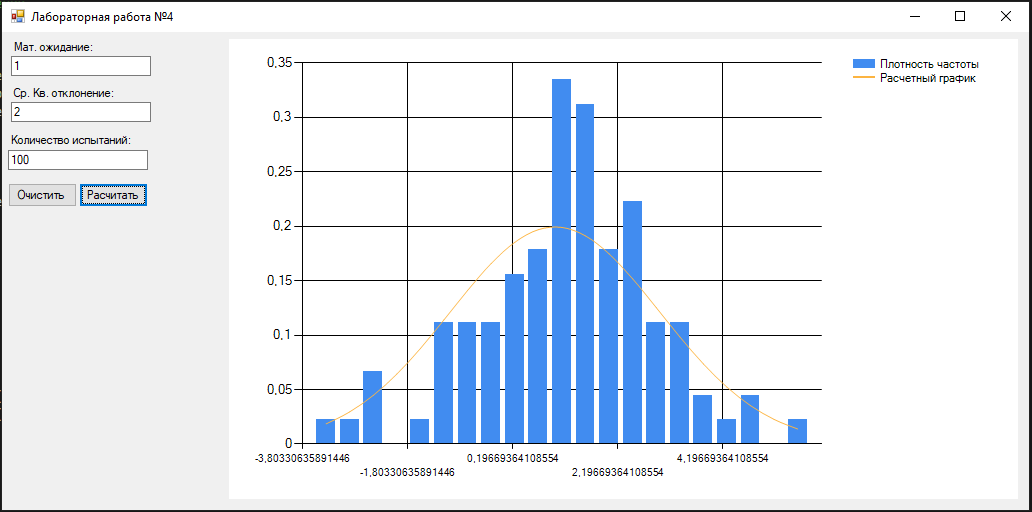 Лабораторная работа №4
Мат. ожидание:
1
Ср. Кв. отклонение:
2
Количество испытаний:
100
Очистить
Расчитать
0,35
0,3
0,25
0,2
0,15
0,1
0,05
0
-3,80330635891446
-1,80330635891446
0,19669364108554
2,19669364108554
4,19669364108554
Плотность частоты
Расчетный график